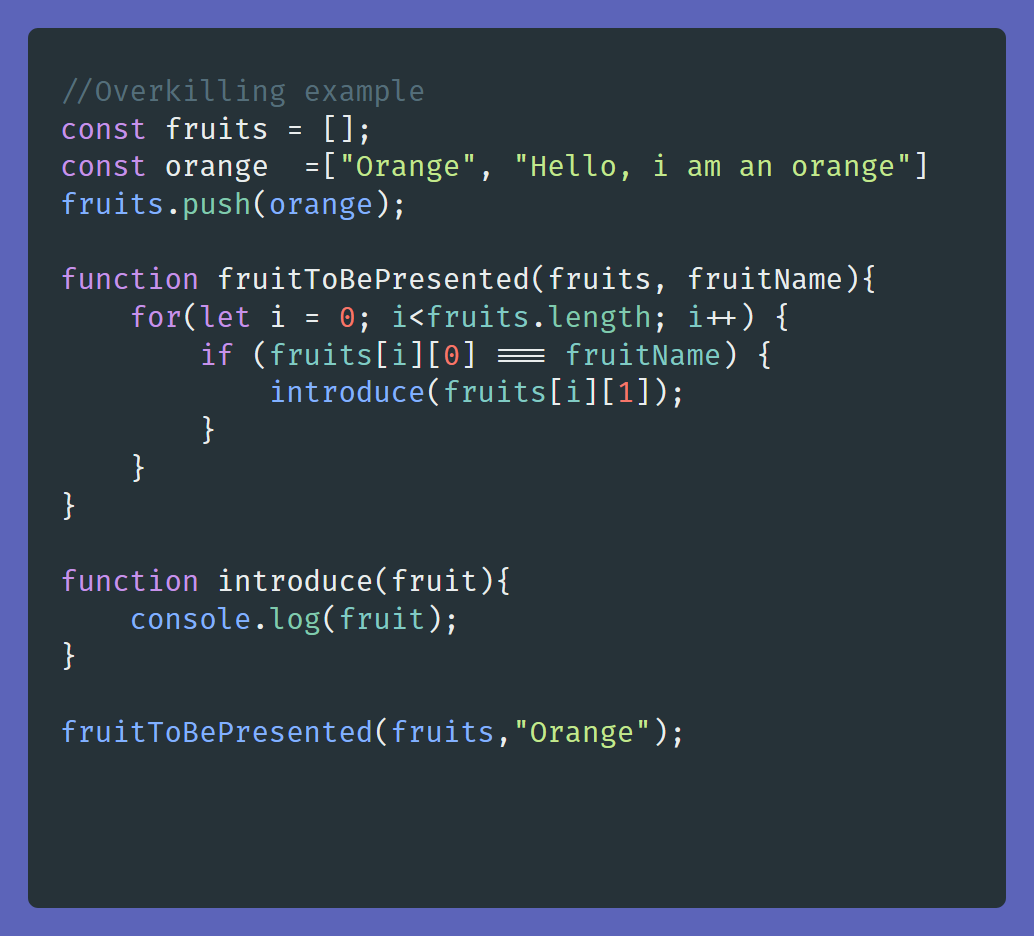 //Overkilling example
const fruits = [];
const orange  =["Orange", "Hello, i am an orange"]
fruits.push(orange);

function fruitToBePresented(fruits, fruitName){
    for(let i = 0; i<fruits.length; i++) {
        if (fruits[i][0] === fruitName) {
            introduce(fruits[i][1]);
        }
    }
}

function introduce(fruit){
    console.log(fruit);
}

fruitToBePresented(fruits,"Orange");